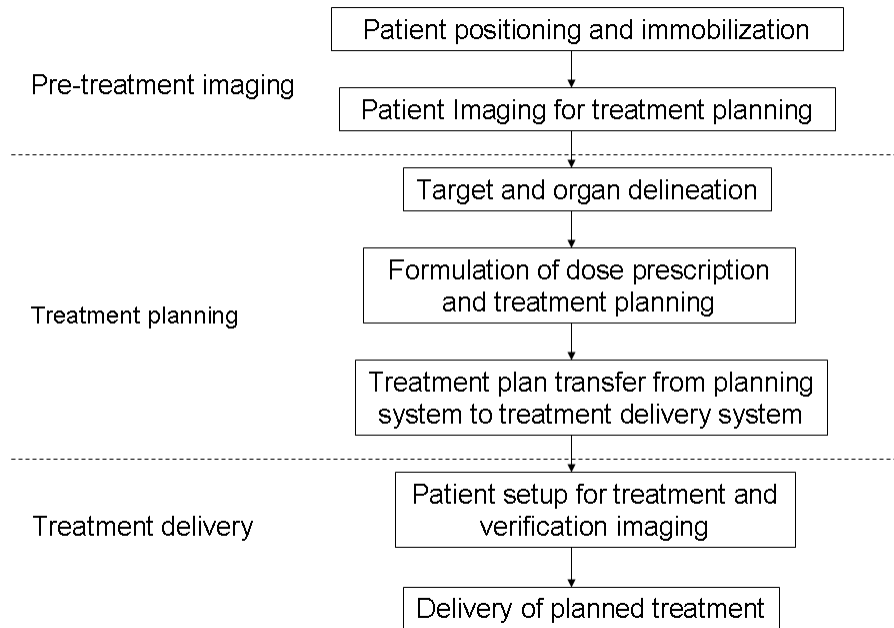 Patient positioning and immobilization
Pre-treatment imaging
Patient Imaging for treatment planning
Target and organ delineation
Formulation of dose prescription
and treatment planning
Treatment planning
Treatment plan transfer from planning
system to treatment delivery system
Patient setup for treatment and
verification imaging
Treatment delivery
Delivery of planned treatment